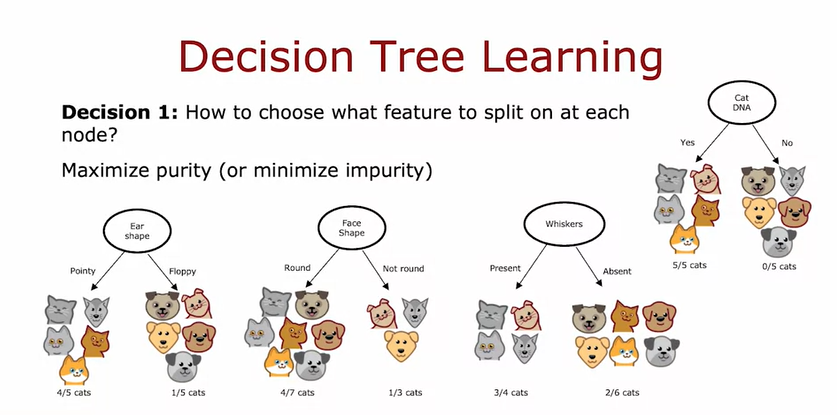 Decision Tree Learning
Decision 1: How to choose what feature to split on at each
node?
Maximize purity (or minimize impurity)
Cat
DNA
Yes
No
5/5 cats
0/5 cats
Ear
shape
Pointy
Floppy
4/5 cats
1/5 cats
Face
Shape
Round
Not round
4/7 cats
1/3 cats
Whiskers
Present
Absent
3/4 cats
2/6 cats